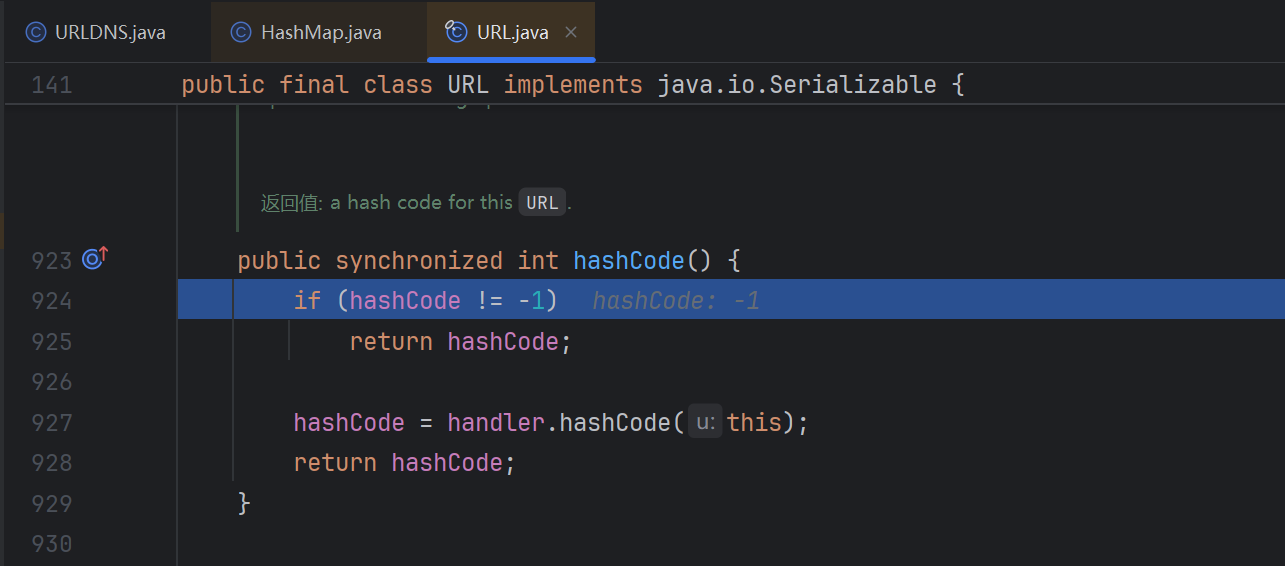 URLDNS.java HashMap.java URL.java
141 public final class URL implements java.io.Serializable {
返回值: a hash code for this URL.
923 public synchronized int hashCode() {
924 if (hashCode != -1) hashCode: -1
925 return hashCode;
926
927 hashCode = handler.hashCode( u: this);
928 return hashCode;
929 }
930